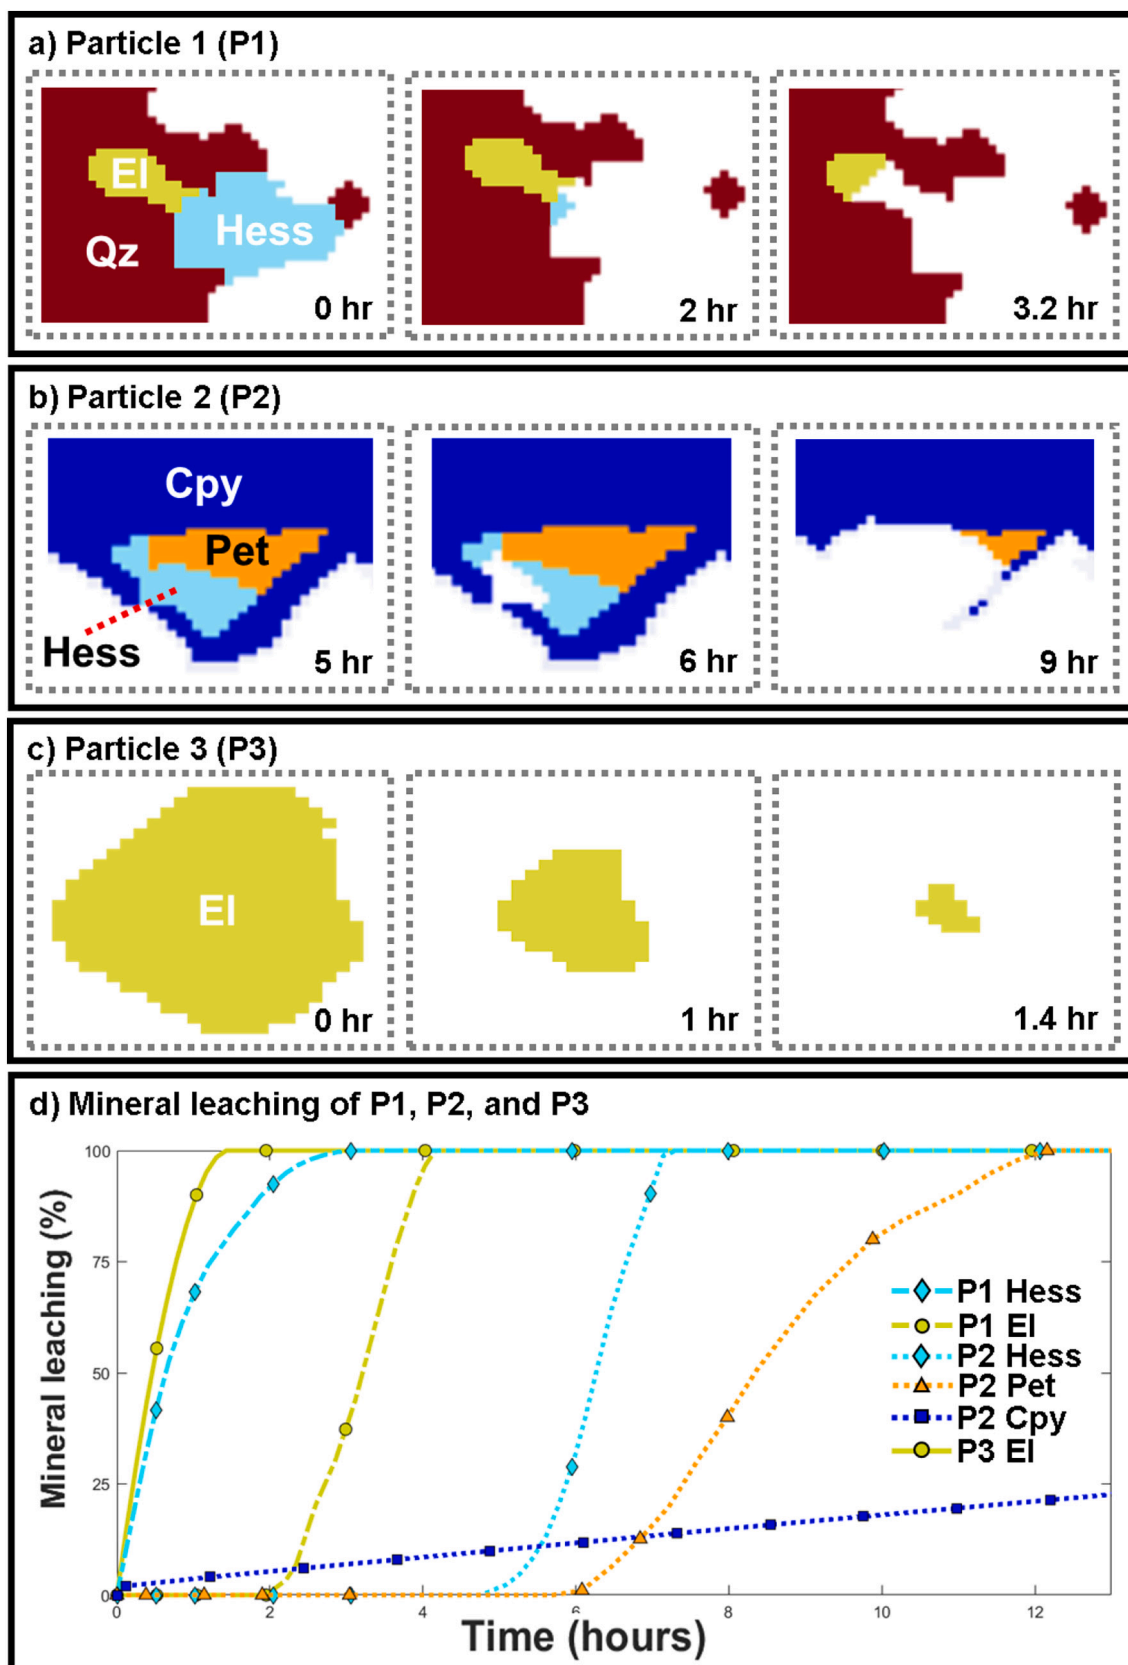 a) Particle 1 (P1)
El
Hess
Qz
0 hr
2 hr
3.2 hr
b) Particle 2 (P2)
Cpy
Pet
Hess
5 hr
6 hr
9 hr
c) Particle 3 (P3)
El
0 hr
1 hr
1.4 hr
d) Mineral leaching of P1, P2, and P3
Mineral leaching (%)
100
75
50
25
0
0 2 4 6 8 10 12
Time (hours)
P1 Hess
P1 El
P2 Hess
P2 Pet
P2 Cpy
P3 El